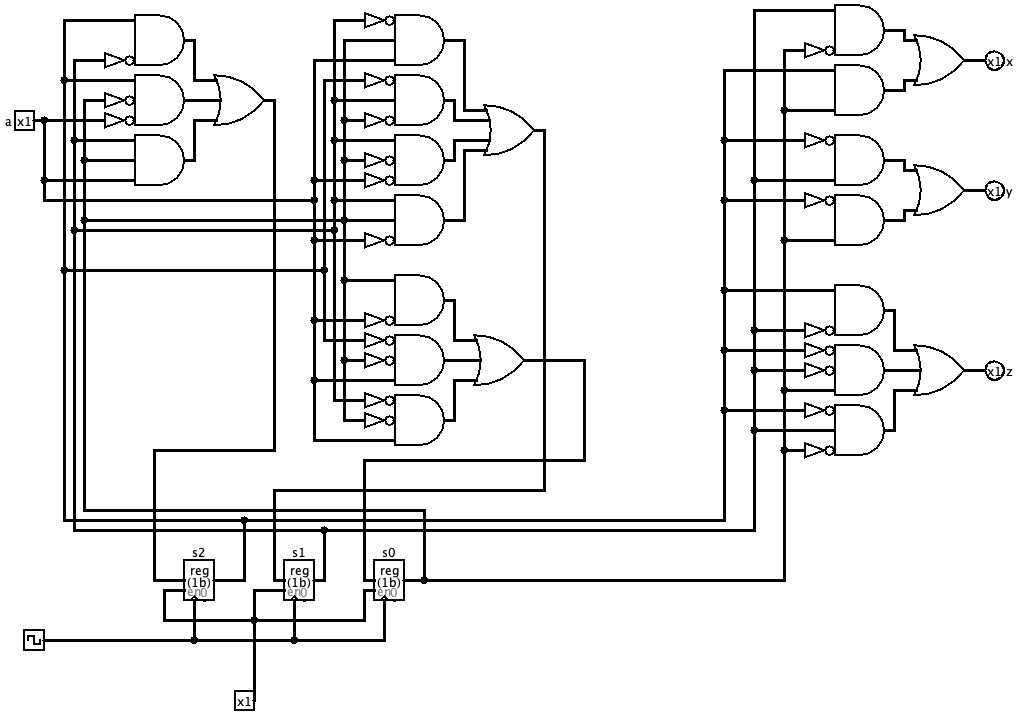 x1 x
a x1
x1 y
x1 z
s2 s1 s0
reg reg reg
(1b) (1b) (1b)
en0 en0 en0
x1